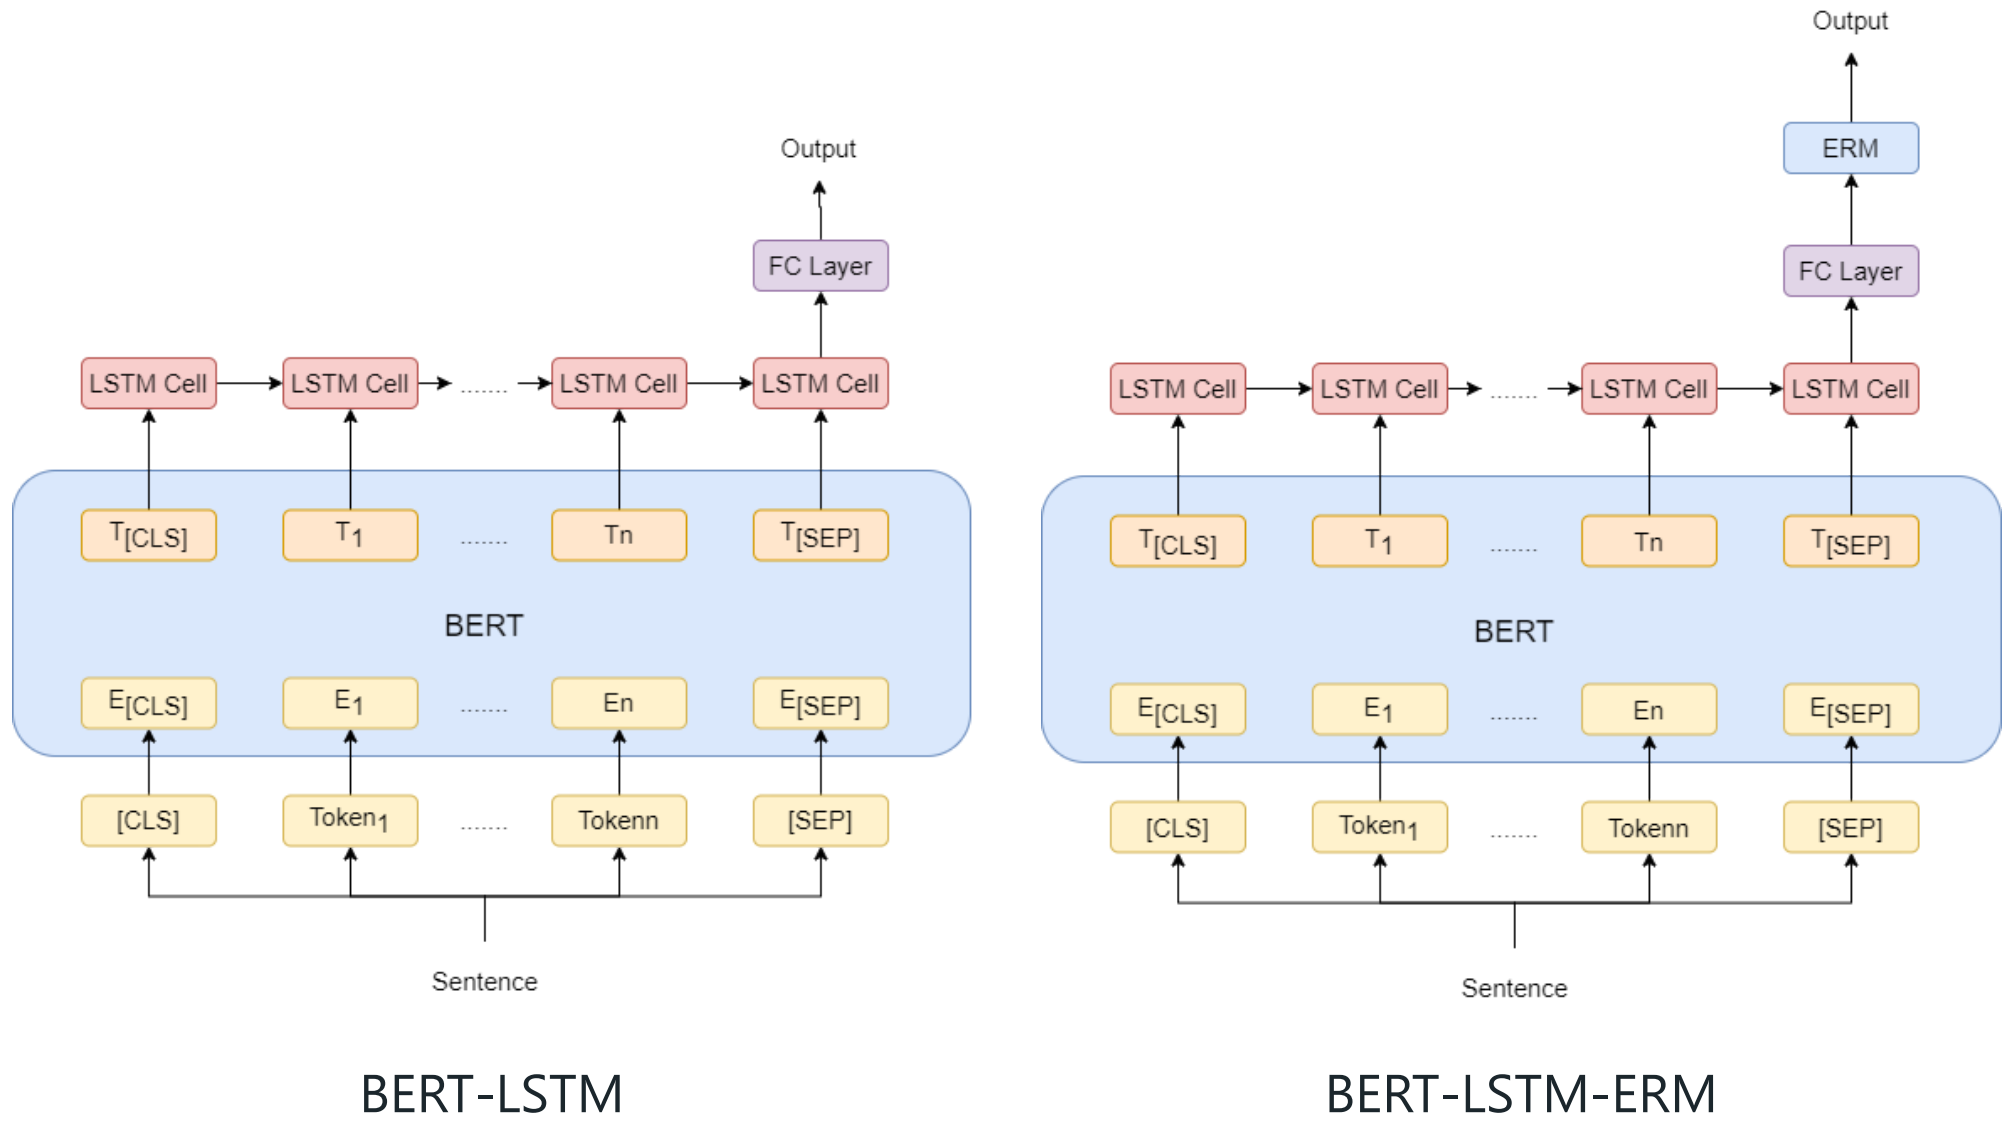 Output
FC Layer
LSTM Cell LSTM Cell ....... LSTM Cell LSTM Cell
T[CLS] T1 ....... Tn T[SEP]
BERT
E[CLS] E1 ....... En E[SEP]
[CLS] Token1 ....... Tokenn [SEP]
Sentence
BERT-LSTM
Output
ERM
FC Layer
LSTM Cell LSTM Cell ....... LSTM Cell LSTM Cell
T[CLS] T1 ....... Tn T[SEP]
BERT
E[CLS] E1 ....... En E[SEP]
[CLS] Token1 ....... Tokenn [SEP]
Sentence
BERT-LSTM-ERM